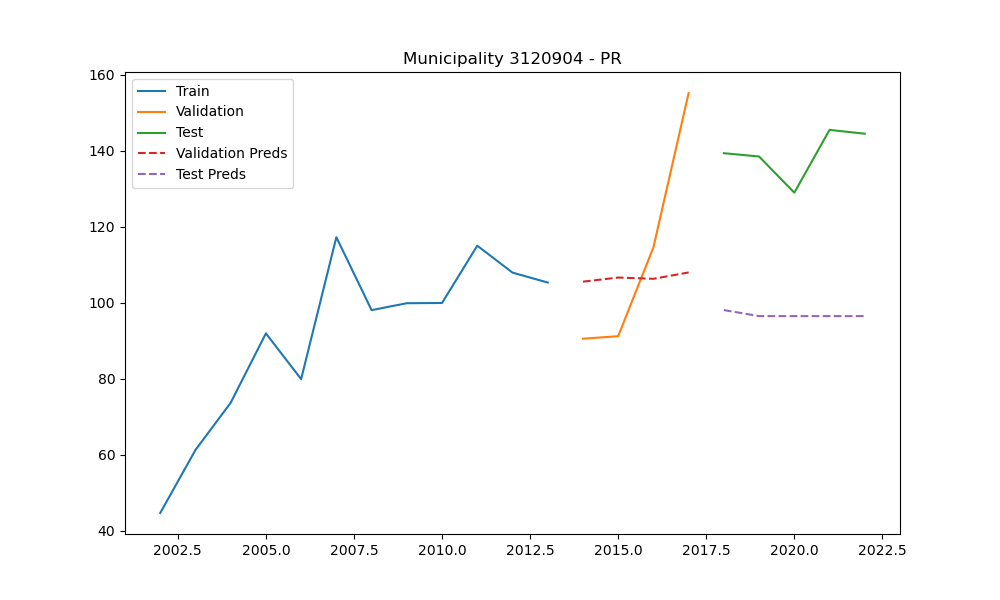 Municipality 3120904 - PR
160
140
120
100
80
60
40
Train
Validation
Test
Validation Preds
Test Preds
2002.5 2005.0 2007.5 2010.0 2012.5 2015.0 2017.5 2020.0 2022.5